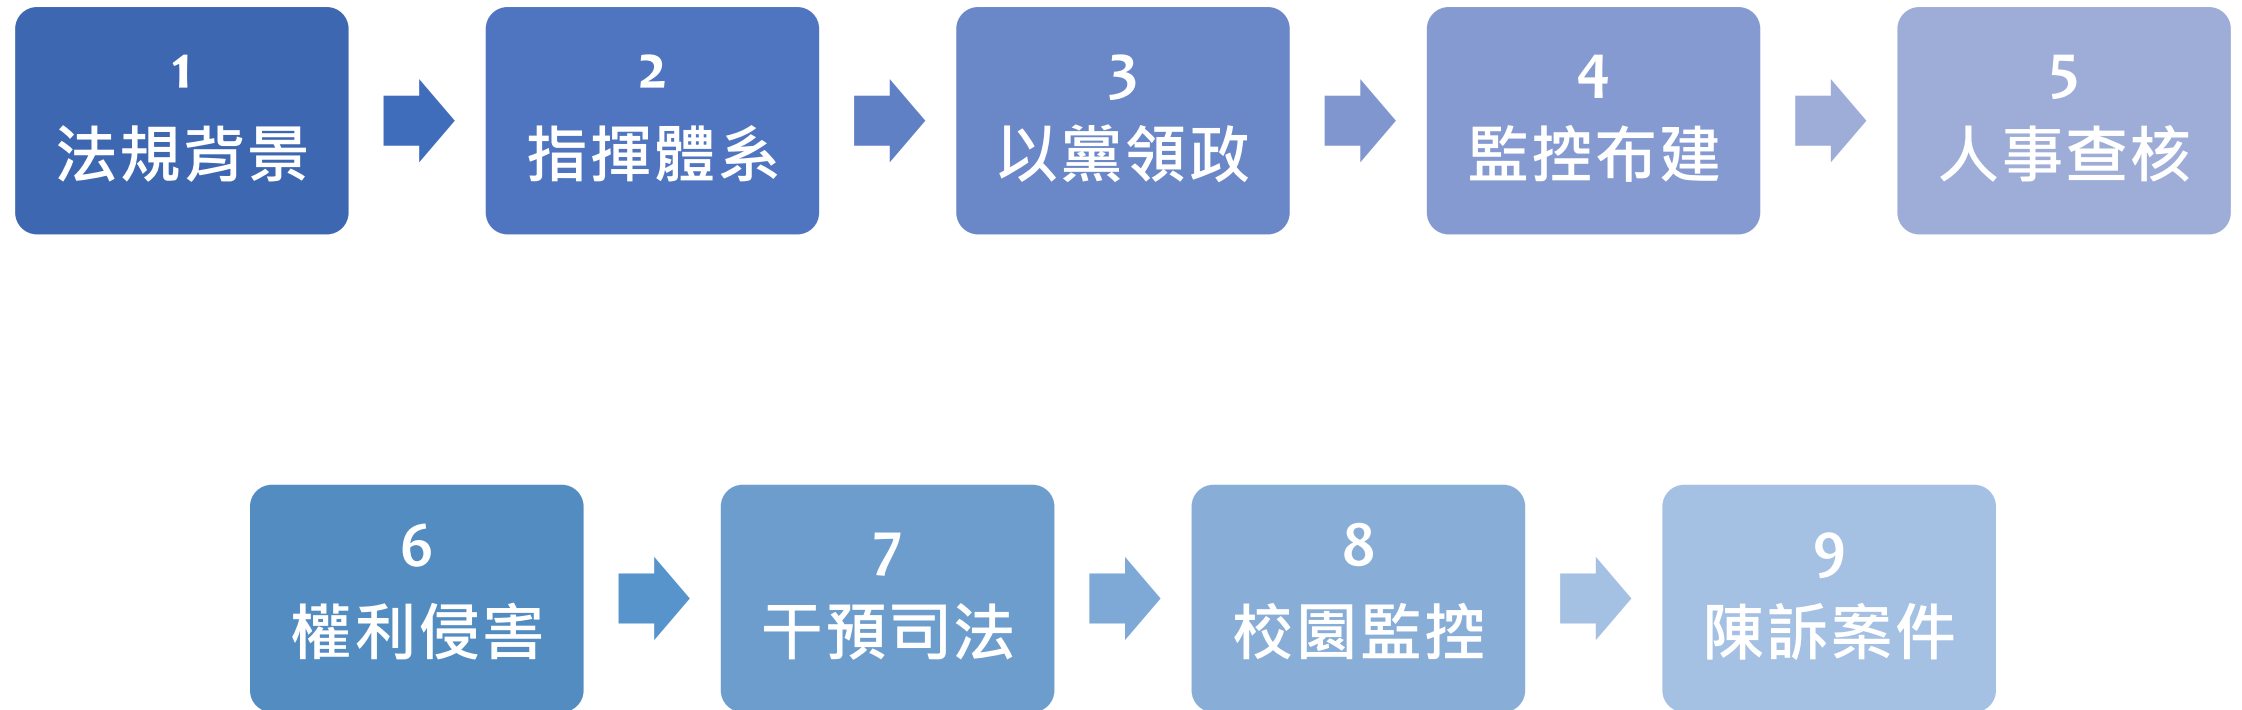 1
法規背景
2
指揮體系
3
以黨領政
4
監控布建
5
人事查核
6
權利侵害
7
干預司法
8
校園監控
9
陳訴案件